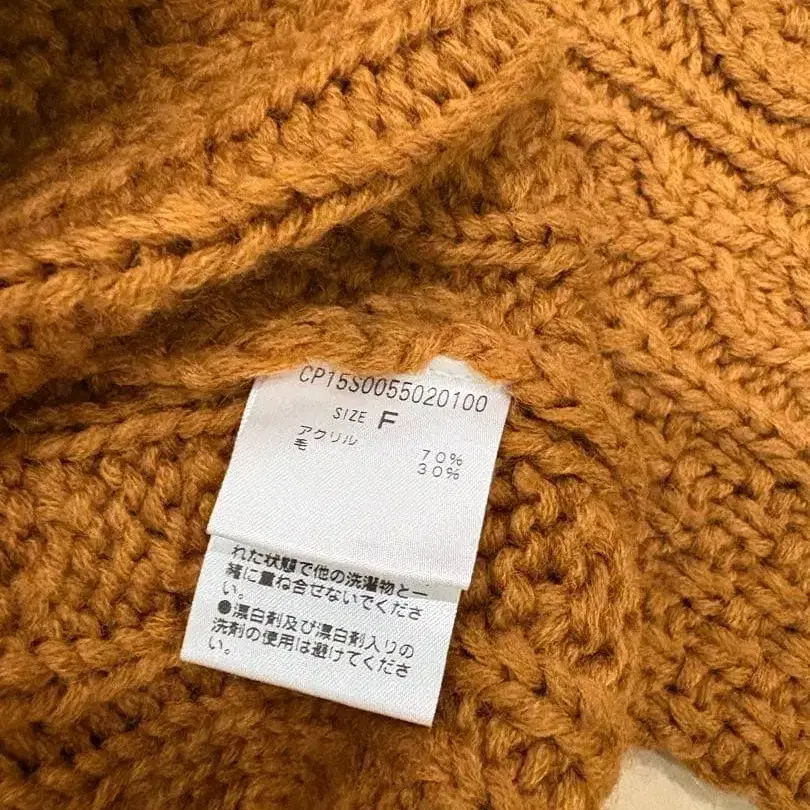 CP15S0055020100
SIZE F
アクリル 70%
毛 30%
れた状態で他の洗濯物と一
緒に重ね合せないでくださ
い。
●漂白剤及び漂白剤入りの
洗剤の使用は避けてくださ
い。